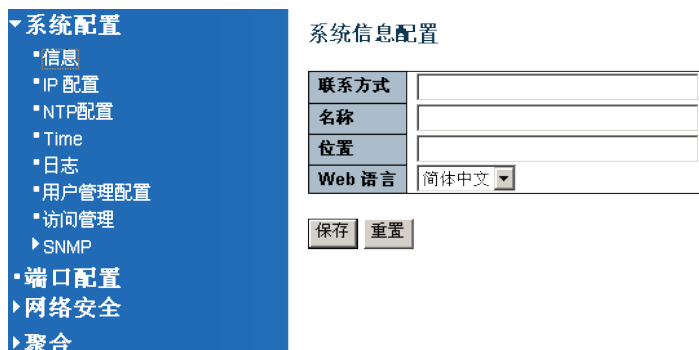 系统配置
信息
IP 配置
NTP配置
Time
日志
用户管理配置
访问管理
SNMP
端口配置
网络安全
聚合
系统信息配置
联系方式
名称
位置
Web 语言 简体中文
保存 重置